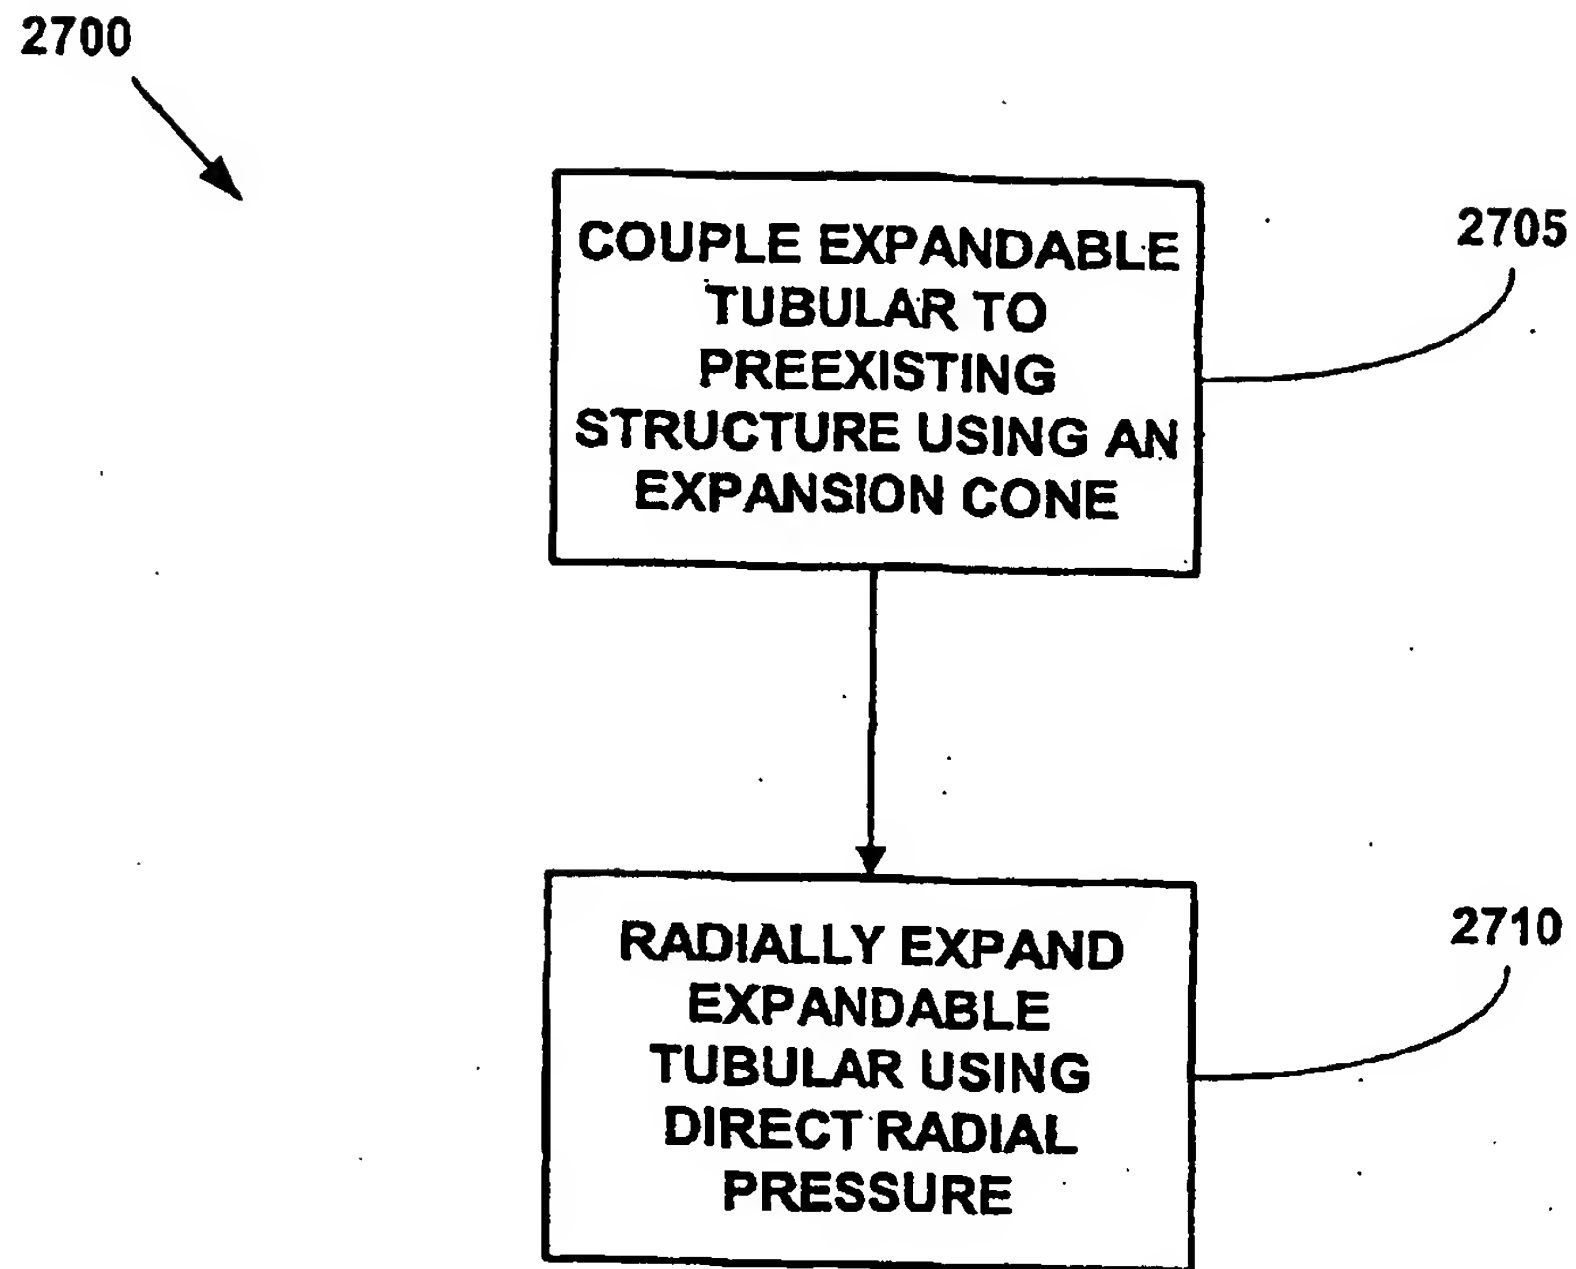 2700
COUPLE EXPANDABLE
TUBULAR TO
PREEXISTING
STRUCTURE USING AN
EXPANSION CONE
2705
RADIALLY EXPAND
EXPANDABLE
TUBULAR USING
DIRECT RADIAL
PRESSURE
2710